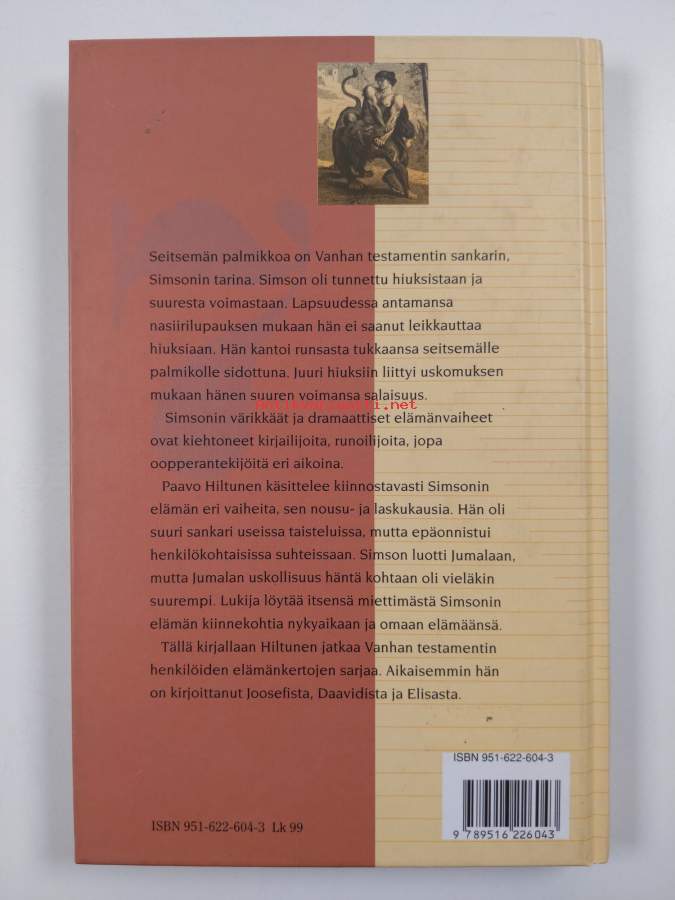 Seitsemän palmikkoa on Vanhan testamentin sankarin,
Simsonin tarina. Simson oli tunnettu hiuksistaan ja
suuresta voimastaan. Lapsuudessa antamansa
nasiirilupauksen mukaan hän ei saanut leikkauttaa
hiuksiaan. Hän kantoi runsasta tukkaansa seitsemälle
palmikolle sidottuna. Juuri hiuksiin liittyi uskomuksen
mukaan hänen suuren voimansa salaisuus.
Simsonin värikkäät ja dramaattiset elämänvaiheet
ovat kiehtoneet kirjailijoita, runoilijoita, jopa
oopperantekijöitä eri aikoina.
Paavo Hiltunen käsittelee kiinnostavasti Simsonin
elämän eri vaiheita, sen nousu- ja laskukausia. Hän oli
suuri sankari useissa taisteluissa, mutta epäonnistui
henkilökohtaisissa suhteissaan. Simson luotti Jumalaan,
mutta Jumalan uskollisuus häntä kohtaan oli vieläkin
suurempi. Lukija löytää itsensä miettimästä Simsonin
elämän kiinnekohtia nykyaikaan ja omaan elämäänsä.
Tällä kirjallaan Hiltunen jatkaa Vanhan testamentin
henkilöiden elämänkertojen sarjaa. Aikaisemmin hän
on kirjoittanut Joosefista, Daavidista ja Elisasta.
ISBN 951-622-604-3
ISBN 951-622-604-3 Lk 99
9 789516 226043